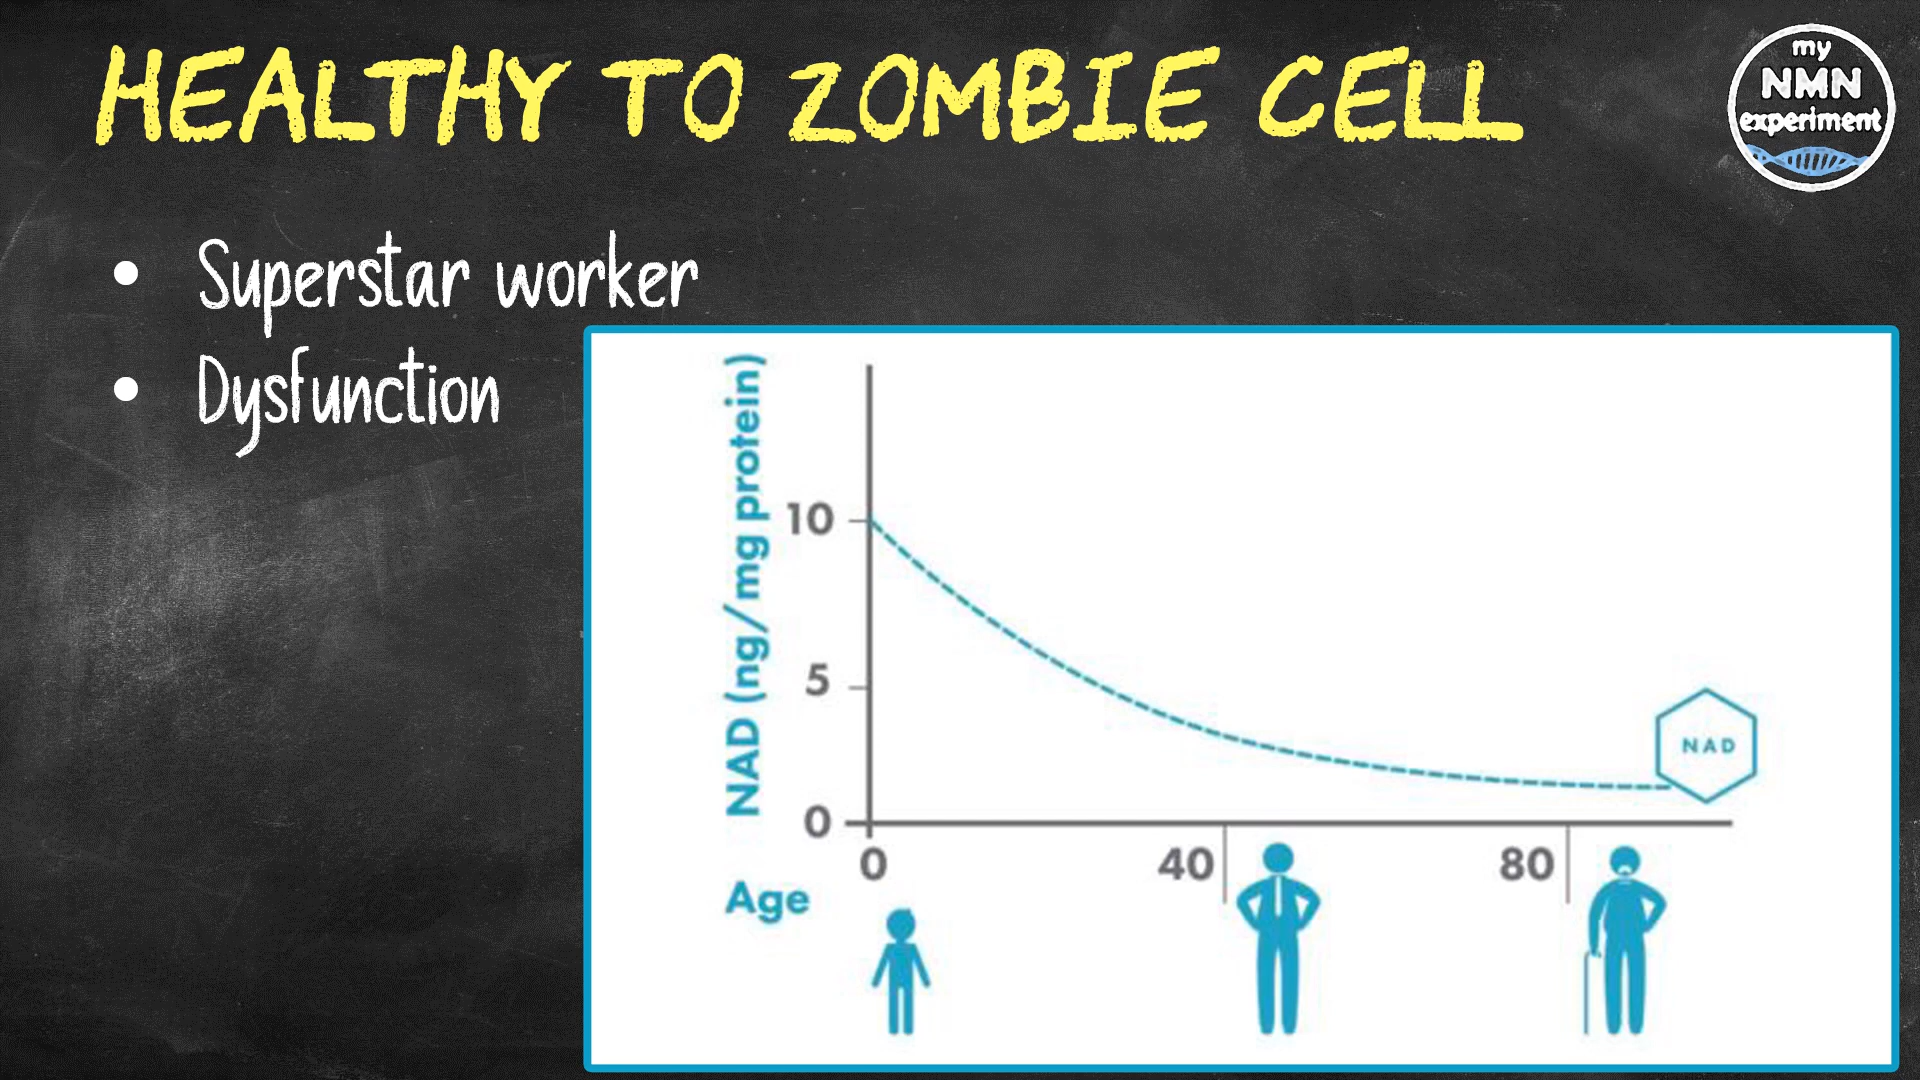 HEALTHY TO ZOMBIE CELL
my
NMN
experiment
• Superstar worker
• Dysfunction
NAD (ng/mg protein)
10
5
0
0
40
80
Age
NAD